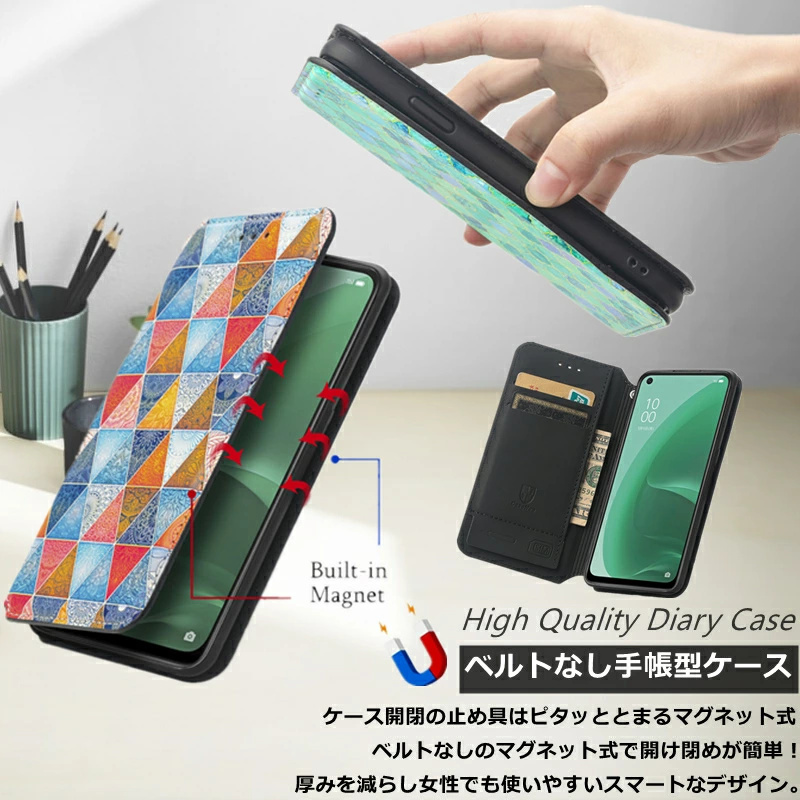 10
00
Built-in
Magnet
High Quality Diary Case
ベルトなし手帳型ケース
ケース開閉の止め具はピタッととまるマグネット式
ベルトなしのマグネット式で開け閉めが簡単！
厚みを減らし女性でも使いやすいスマートなデザイン。